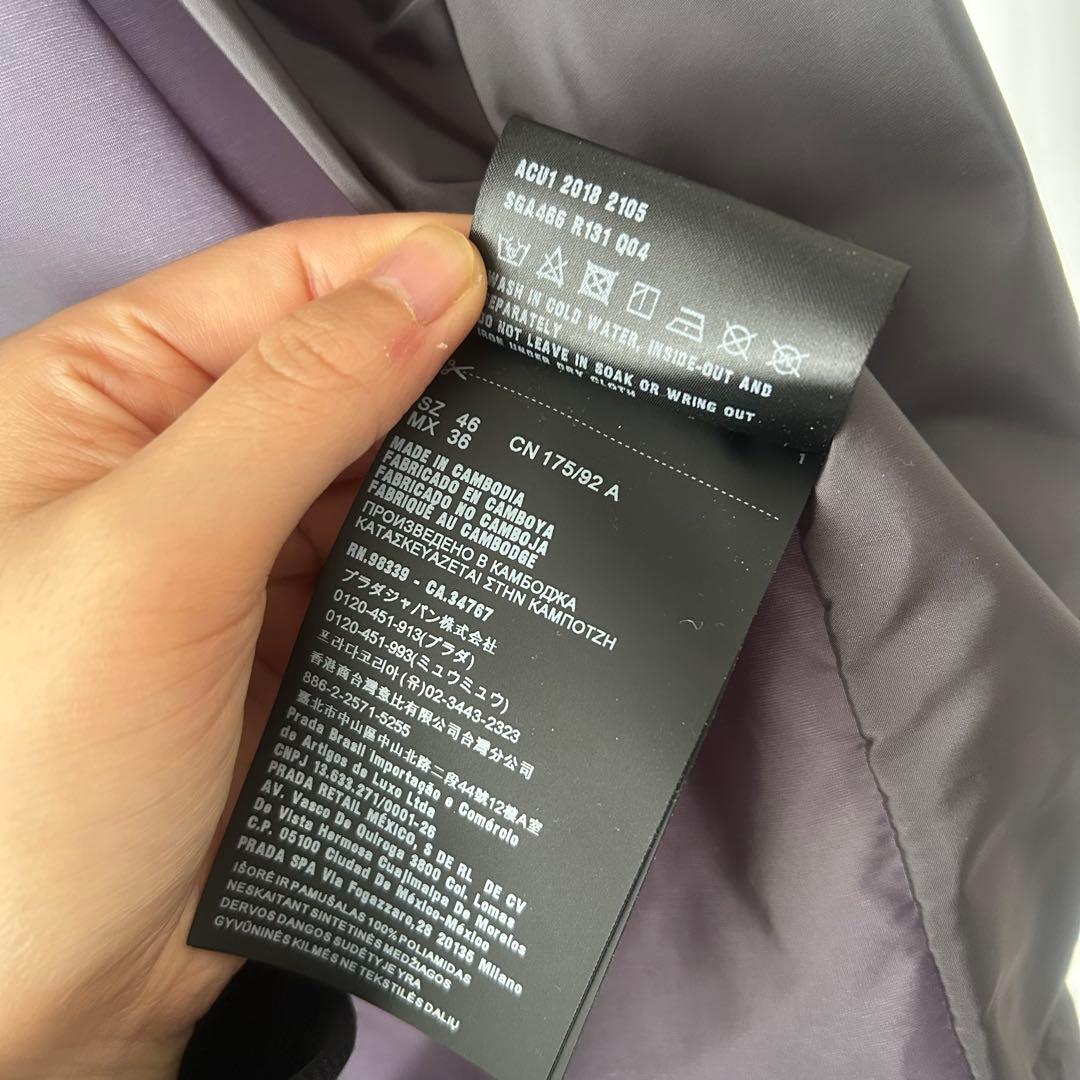 ACU1 2018 2105
SGA466 R131 Q04
WASH IN COLD WATER, INSIDE-OUT AND
SEPARATELY
DO NOT LEAVE IN SOAK OR WRING OUT
IRON UNDER DRY CLOTH
1
SZ 46
MX 36
CN 175/92 A
MADE IN CAMBODIA
FABRICADO EN CAMBOYA
FABRICADO NO CAMBOJA
FABRIQUÉ AU CAMBODGE
ПРОИЗВЕДЕНО В КАМБОДЖА
ΚΑΤΑΣΚΕΥΑΖΕΤΑΙ ΣΤΗΝ ΚΑΜΠΟΤΖΗ
RN.98339 - CA.34767
プラダジャパン株式会社
0120-451-913(プラダ)
0120-451-993(ミュウミュウ)
프라다코리아(유)02-3443-2323
香港商台灣意比有限公司台灣分公司
886-2-2571-5255
臺北市中山區中山北路二段44號12樓A室
Prada Brasil Importação e Comércio
de Artigos de Luxo Ltda
CNPJ 13.633.271/0001-26
PRADA RETAIL MÉXICO, S DE RL DE CV
AV, Vasco De Quiroga 3800 Col. Lomas
De Vista Hermosa Cuajimalpa De Morelos
C.P. 05100 Ciudad De México-México
PRADA SPA Via Fogazzaro,28 20135 Milano
IŠORĖ IR PAMUŠALAS 100% POLIAMIDAS
NESKAITANT SINTETINĖS MEDŽIAGOS
DERVOS DANGOS SUDĖTYJE YRA
GYVŪNINĖS KILMĖS NE TEKSTILĖS DALIŲ